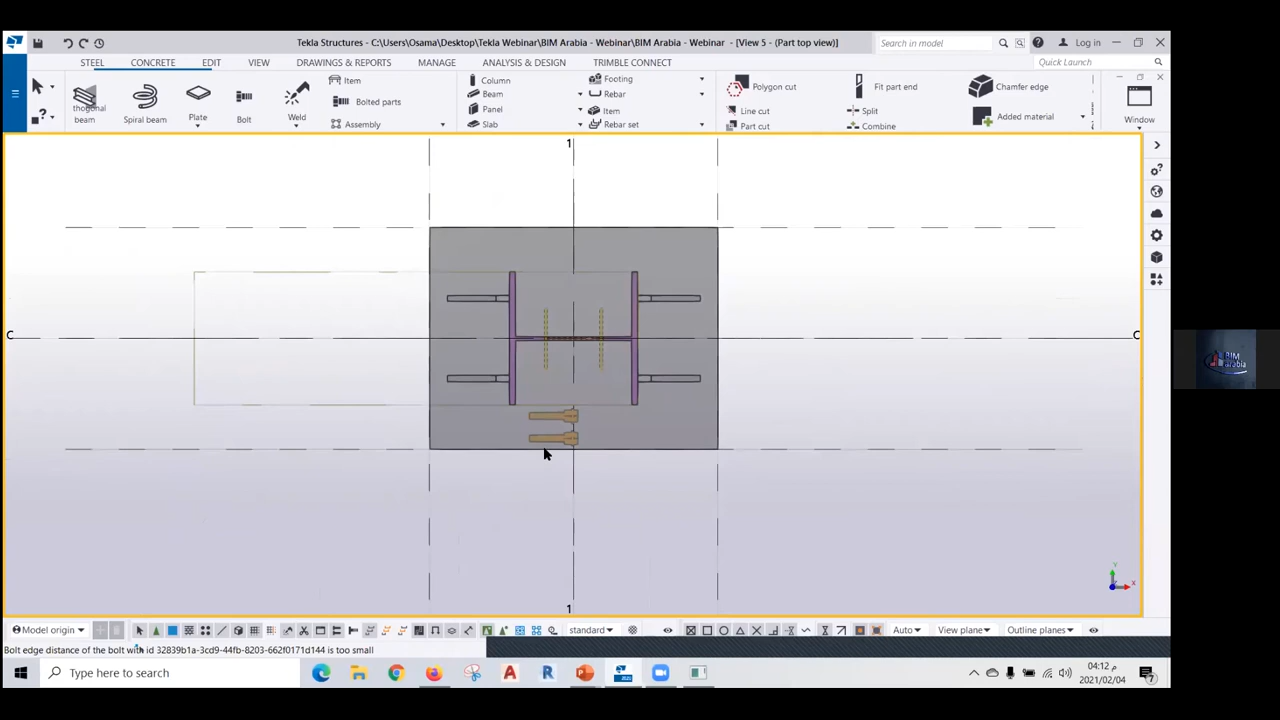 Tekla Structures - C:\Users\Osama\Desktop\Tekla Webinar\BIM Arabia - Webinar\BIM Arabia - Webinar - [View 5 - (Part top view)]
Search in model
Log in
STEEL CONCRETE EDIT VIEW DRAWINGS & REPORTS MANAGE ANALYSIS & DESIGN TRIMBLE CONNECT
Quick Launch
thogonal beam
Spiral beam
Plate
Bolt
Weld
Item
Bolted parts
Assembly
Column
Beam
Panel
Slab
Footing
Rebar
Item
Rebar set
Polygon cut
Line cut
Part cut
Fit part end
Split
Combine
Chamfer edge
Added material
Window
1
C
C
BIM
arabia
1
Y
X
Model origin
standard
Auto
View plane
Outline planes
Bolt edge distance of the bolt with id 32839b1a-3cd9-44fb-8203-662f0171d144 is too small
Type here to search
04:12 م
2021/02/04
7